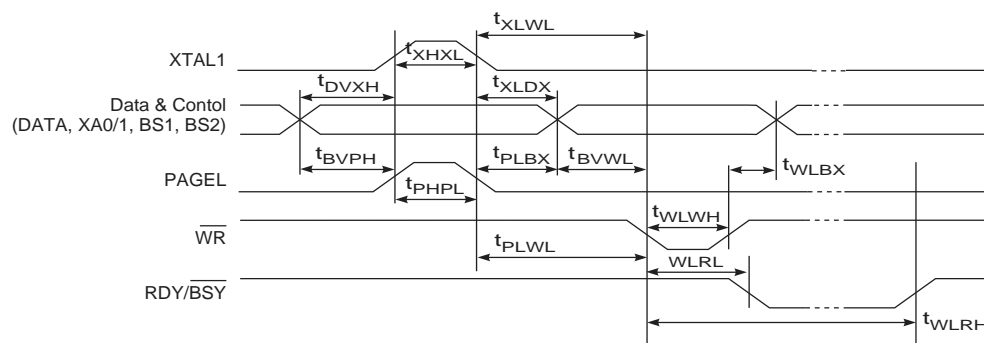 tXLWL
XTAL1
tXHXL
tDVXH
tXLDX
Data & Contol
(DATA, XA0/1, BS1, BS2)
tBVPH
tPLBX
tBVWL
tWLBX
PAGEL
tPHPL
tWLWH
WR
tPLWL
WLRL
RDY/BSY
tWLRH